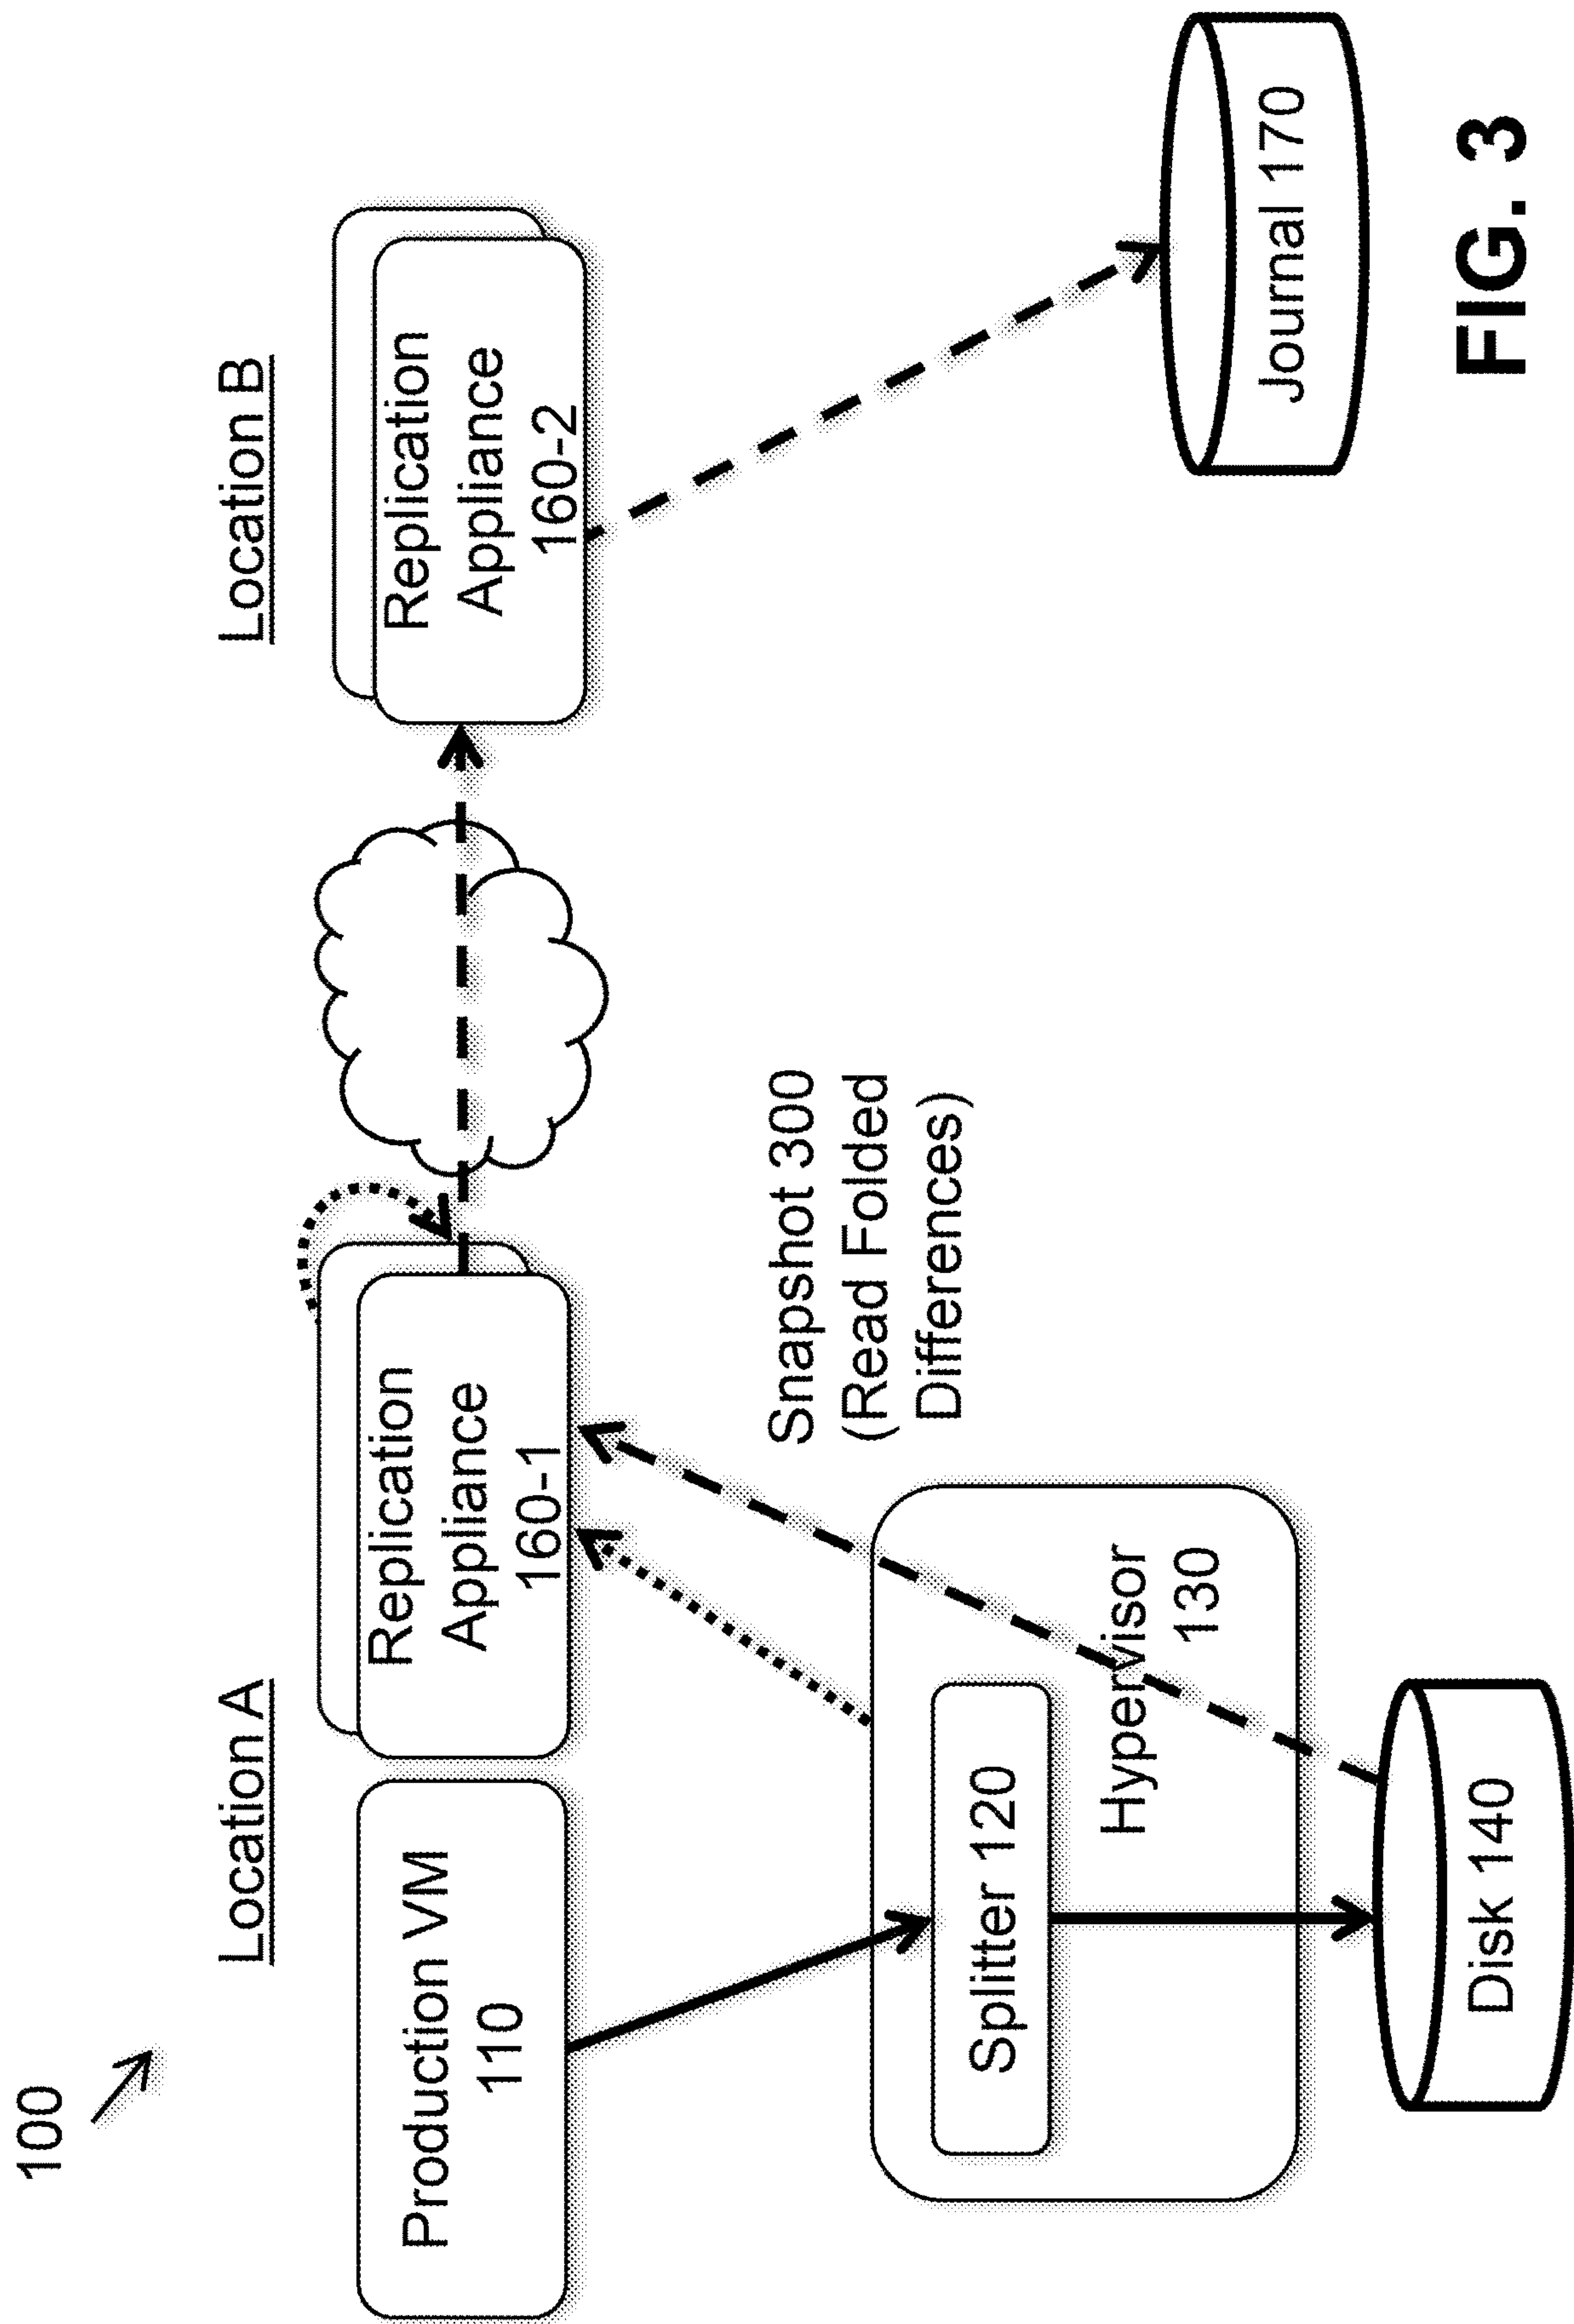 100
Location A
Location B
Production VM
110
Replication
Appliance
160-1
Replication
Appliance
160-2
Snapshot 300
(Read Folded
Differences)
Splitter 120
Hypervisor
130
Disk 140
Journal 170
FIG. 3